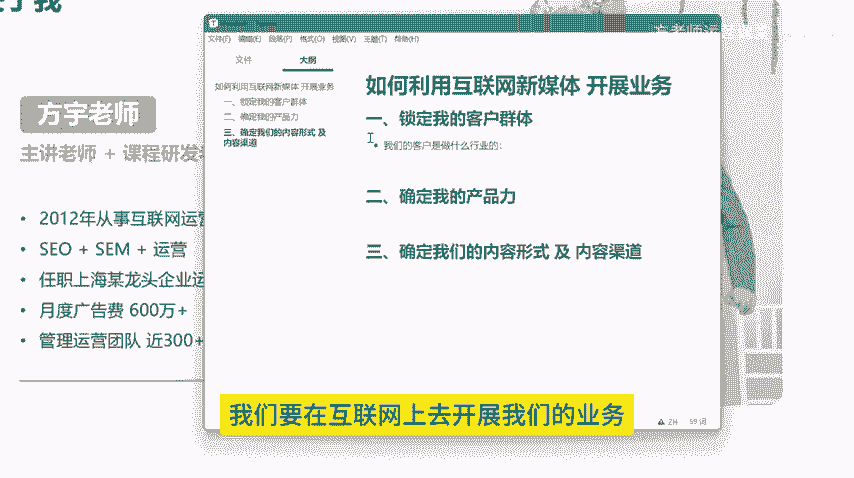 文件(F) 编辑(E) 段落(P) 格式(O) 视图(V) 主题(T) 帮助(H)
文件 大纲
如何利用互联网新媒体 开展业务
一、锁定我的客户群体
二、确定我的产品力
三、确定我们的内容形式 及
内容渠道
如何利用互联网新媒体 开展业务
一、锁定我的客户群体
• 我们的客户是做什么行业的:
二、确定我的产品力
三、确定我们的内容形式 及 内容渠道
方宇老师
主讲老师 + 课程研发
• 2012年从事互联网运营
• SEO + SEM + 运营
• 任职上海某龙头企业运
• 月度广告费 600万+
• 管理运营团队 近300+
ZH 59 词
我们要在互联网上去开展我们的业务